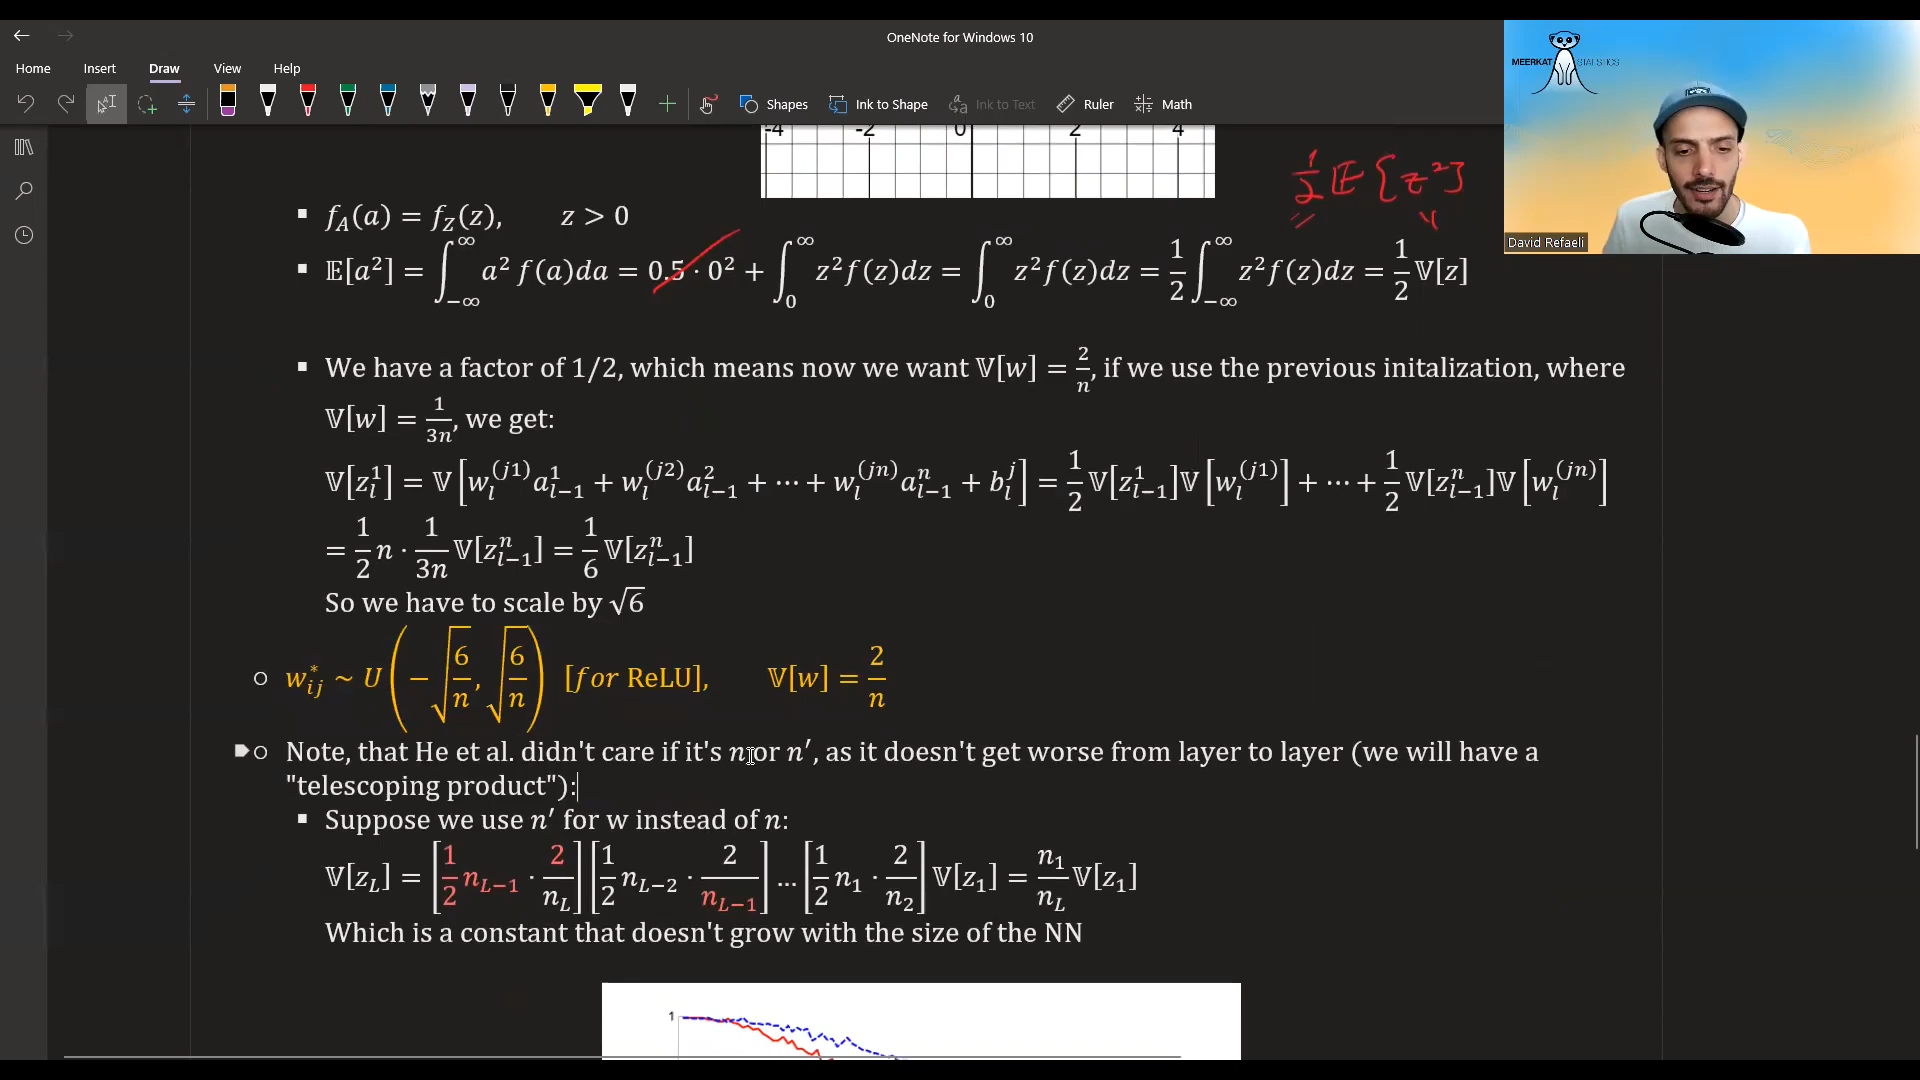 OneNote for Windows 10
Home Insert Draw View Help
Shapes Ink to Shape Ink to Text Ruler Math
MEERKAT STATISTICS
David Refaeli
-4 -2 0 2 4
1/2 𝔼[z²]
▪ f_A(a) = f_Z(z), z > 0
▪ 𝔼[a²] = ∫_{−∞}^{∞} a² f(a)da = 0.5 · 0² + ∫_0^∞ z² f(z)dz = ∫_0^∞ z² f(z)dz = 1/2 ∫_{−∞}^{∞} z² f(z)dz = 1/2 𝕍[z]
▪ We have a factor of 1/2, which means now we want 𝕍[w] = 2/n, if we use the previous initalization, where
𝕍[w] = 1/3n, we get:
𝕍[z_l^1] = 𝕍[w_l^(j1) a_{l−1}^1 + w_l^(j2) a_{l−1}^2 + ⋯ + w_l^(jn) a_{l−1}^n + b_l^j] = 1/2 𝕍[z_{l−1}^1]𝕍[w_l^(j1)] + ⋯ + 1/2 𝕍[z_{l−1}^n]𝕍[w_l^(jn)]
= 1/2 n · 1/3n 𝕍[z_{l−1}^n] = 1/6 𝕍[z_{l−1}^n]
So we have to scale by √6
○ w_ij^* ~ U(−√(6/n), √(6/n)) [for ReLU], 𝕍[w] = 2/n
○ Note, that He et al. didn't care if it's n or n′, as it doesn't get worse from layer to layer (we will have a
"telescoping product"):
▪ Suppose we use n′ for w instead of n:
𝕍[z_L] = [1/2 n_{L−1} · 2/n_L][1/2 n_{L−2} · 2/n_{L−1}] … [1/2 n_1 · 2/n_2] 𝕍[z_1] = n_1/n_L 𝕍[z_1]
Which is a constant that doesn't grow with the size of the NN
1